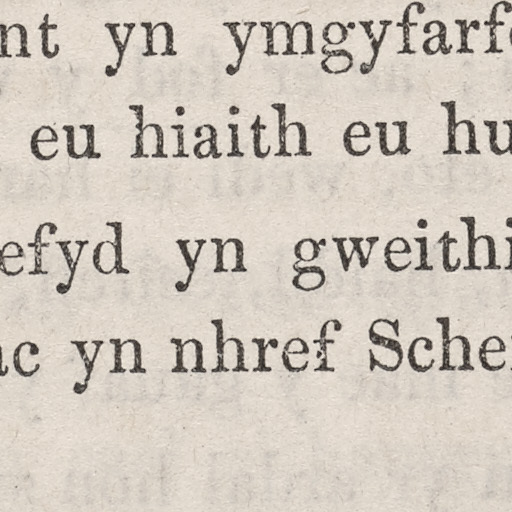 nt yn ymgyfarf
eu hiaith eu hu
efyd yn gweithi
ac yn nhref Sche